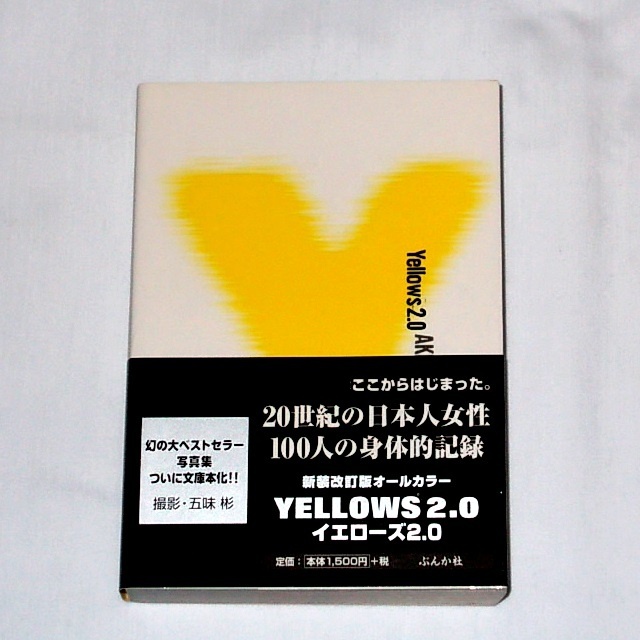 Yellows2.0 AK
ここからはじまった。
20世紀の日本人女性
100人の身体的記録
幻の大ベストセラー
写真集
ついに文庫本化!!
撮影・五味 彬
新装改訂版オールカラー
YELLOWS 2.0
イエローズ2.0
定価:本体1,500円+税 ぶんか社